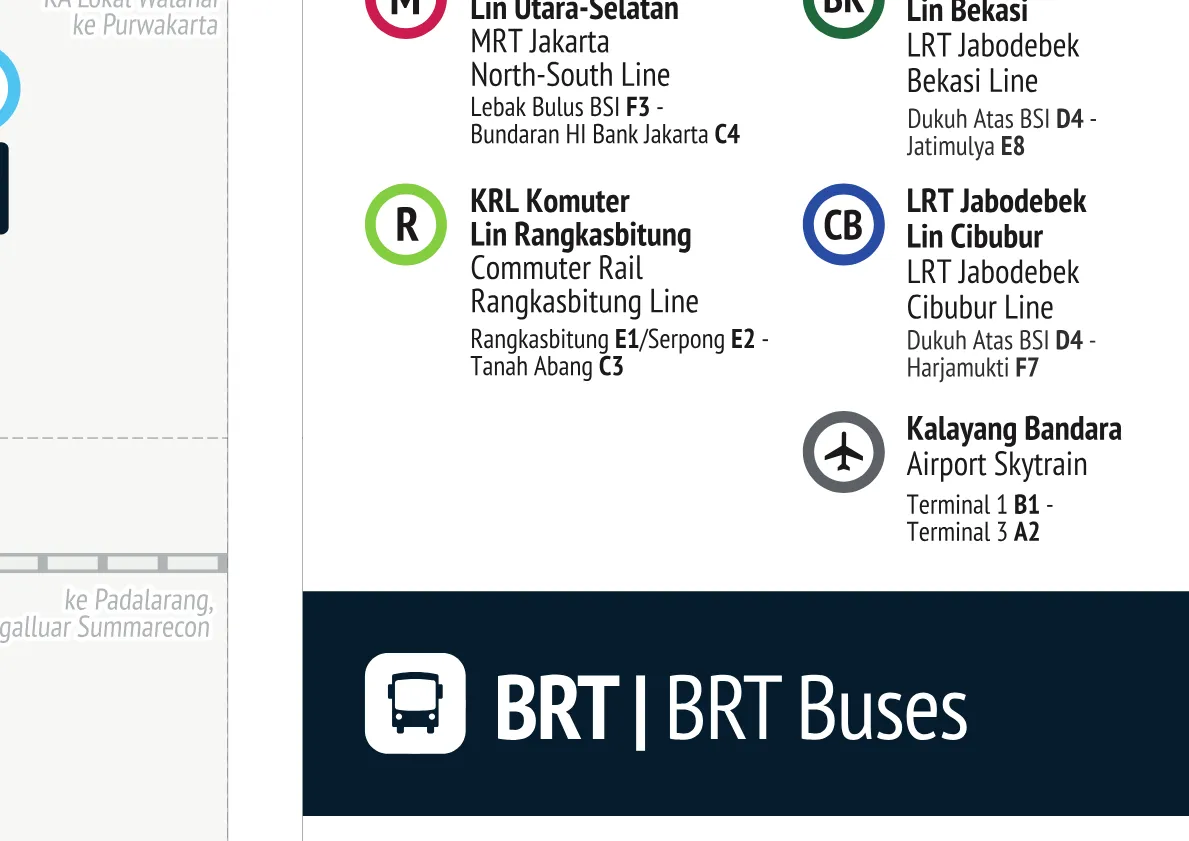 ke Purwakarta
M
Lin Utara-Selatan
MRT Jakarta
North-South Line
Lebak Bulus BSI F3 -
Bundaran HI Bank Jakarta C4
R
KRL Komuter
Lin Rangkasbitung
Commuter Rail
Rangkasbitung Line
Rangkasbitung E1/Serpong E2 -
Tanah Abang C3
BK
Lin Bekasi
LRT Jabodebek
Bekasi Line
Dukuh Atas BSI D4 -
Jatimulya E8
CB
LRT Jabodebek
Lin Cibubur
LRT Jabodebek
Cibubur Line
Dukuh Atas BSI D4 -
Harjamukti F7
Kalayang Bandara
Airport Skytrain
Terminal 1 B1 -
Terminal 3 A2
ke Padalarang,
galluar Summarecon
BRT | BRT Buses